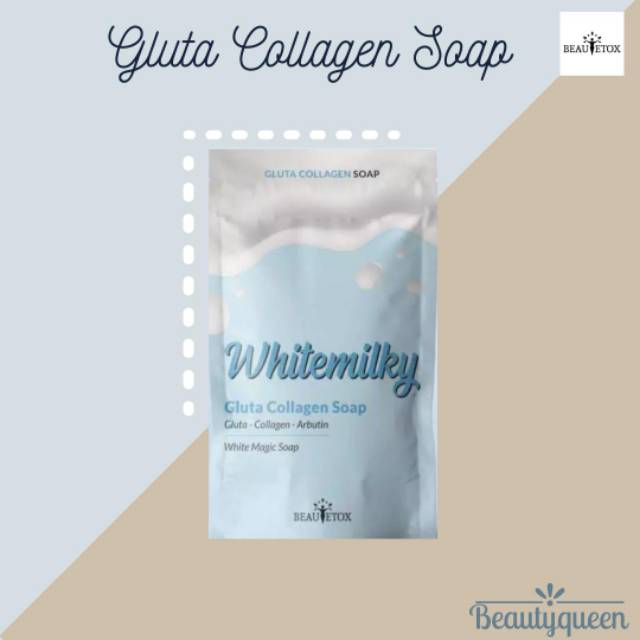 Gluta Collagen Soap
BEAUTETOX
GLUTA COLLAGEN SOAP
Whitemilky
Gluta Collagen Soap
Gluta - Collagen - Arbutin
White Magic Soap
BEAUTETOX
Beautyqueen